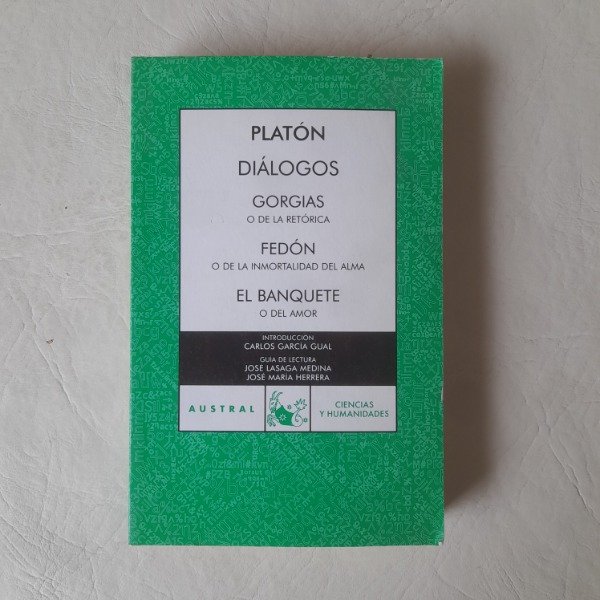 PLATÓN
DIÁLOGOS
GORGIAS
O DE LA RETÓRICA
FEDÓN
O DE LA INMORTALIDAD DEL ALMA
EL BANQUETE
O DEL AMOR
INTRODUCCIÓN
CARLOS GARCÍA GUAL
GUÍA DE LECTURA
JOSÉ LASAGA MEDINA
JOSÉ MARÍA HERRERA
AUSTRAL
CIENCIAS
Y HUMANIDADES